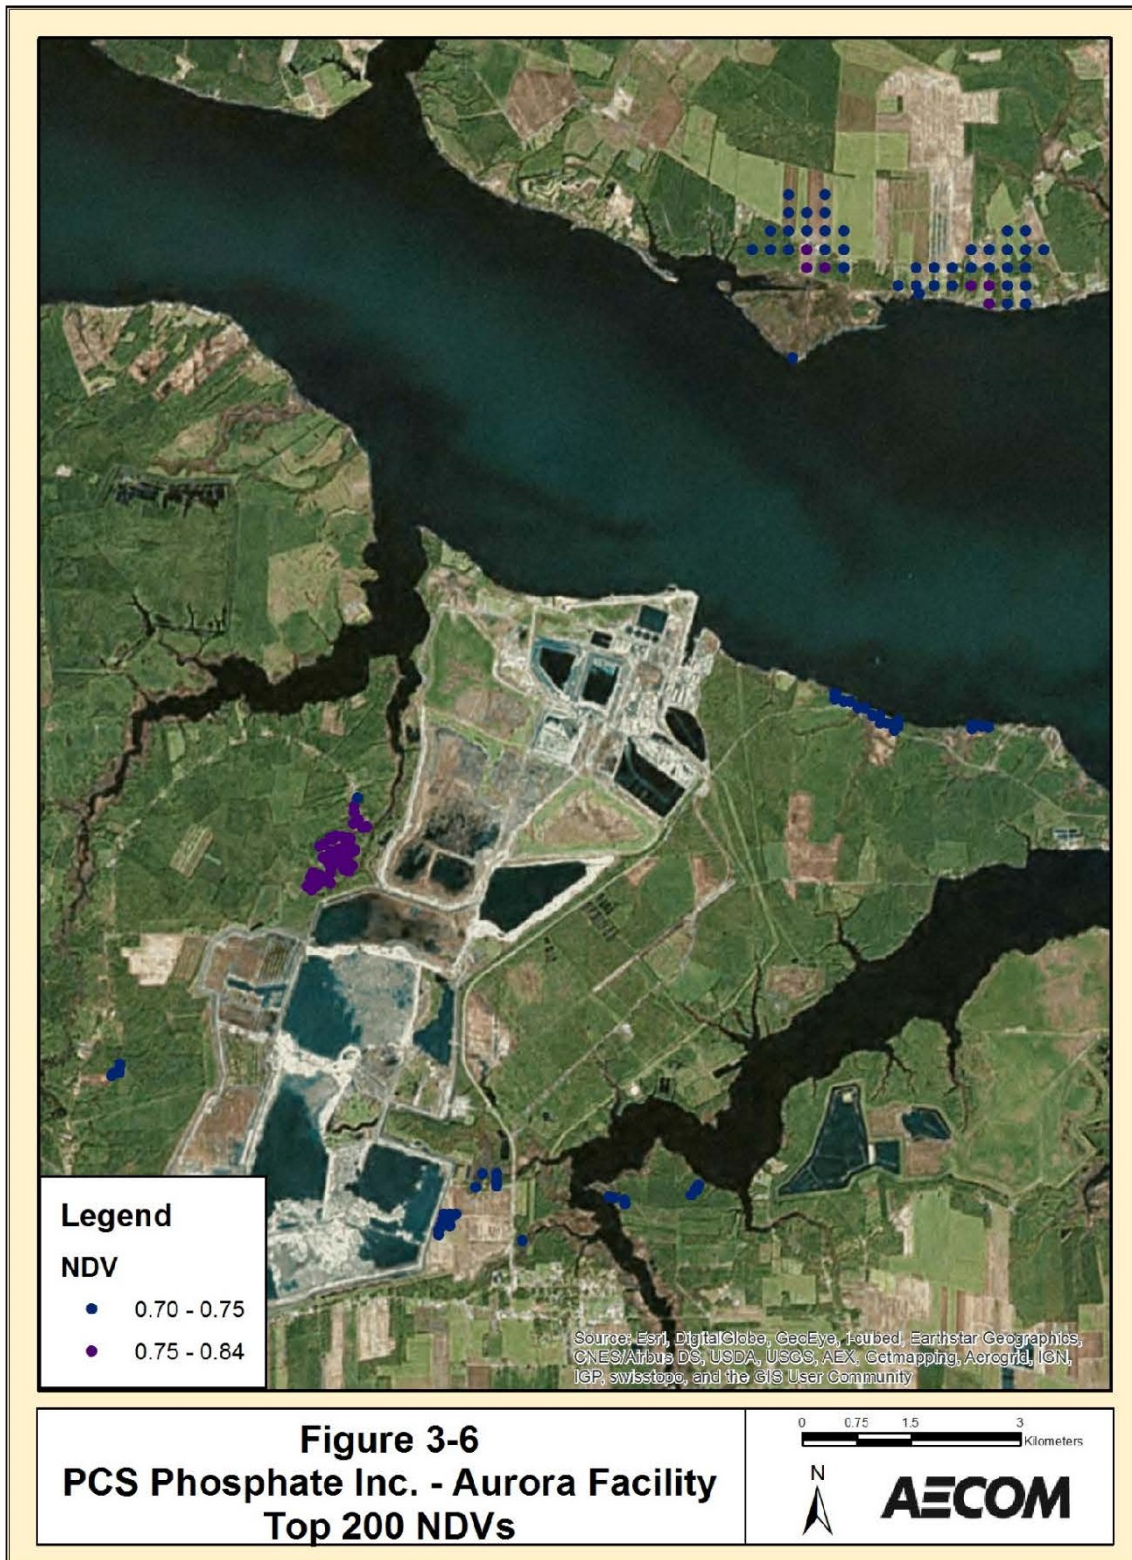 Legend
NDV
0.70 - 0.75
0.75 - 0.84
Source: Esri, DigitalGlobe, GeoEye, i-cubed, Earthstar Geographics,
CNES/Airbus DS, USDA, USGS, AEX, Getmapping, Aerogrid, IGN,
IGP, swisstopo, and the GIS User Community
Figure 3-6
PCS Phosphate Inc. - Aurora Facility
Top 200 NDVs
0 0.75 1.5 3
Kilometers
N
AECOM